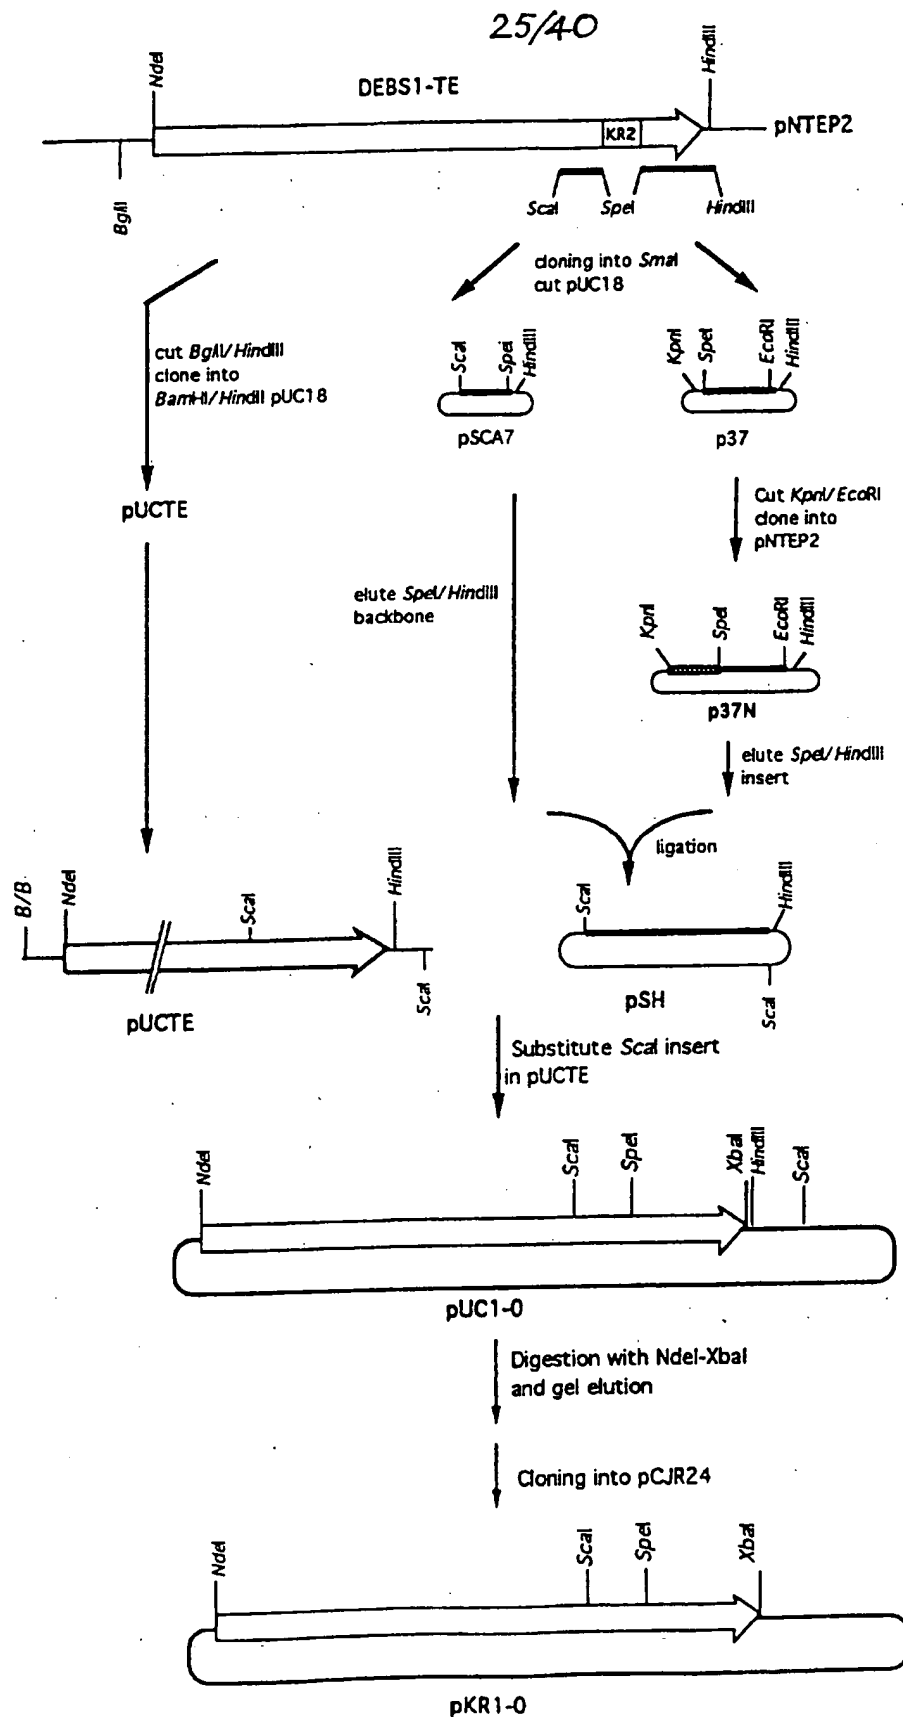 25/40
NdeI
HindIII
DEBS1-TE
KR2
pNTEP2
BglII
ScaI
SpeI
HindIII
cloning into SmaI
cut pUC18
cut BglII/HindIII
clone into
BamHI/HindII pUC18
ScaI
SpeI
HindIII
pSCA7
KpnI
SpeI
EcoRI
HindIII
p37
pUCTE
Cut KpnI/EcoRI
clone into
pNTEP2
elute SpeI/HindIII
backbone
KpnI
SpeI
EcoRI
HindIII
p37N
elute SpeI/HindIII
insert
ligation
B/B
NdeI
ScaI
HindIII
ScaI
pUCTE
ScaI
HindIII
pSH
ScaI
Substitute ScaI insert
in pUCTE
NdeI
ScaI
SpeI
XbaI
HindIII
ScaI
pUC1-0
Digestion with NdeI-XbaI
and gel elution
Cloning into pCJR24
NdeI
ScaI
SpeI
XbaI
pKR1-0